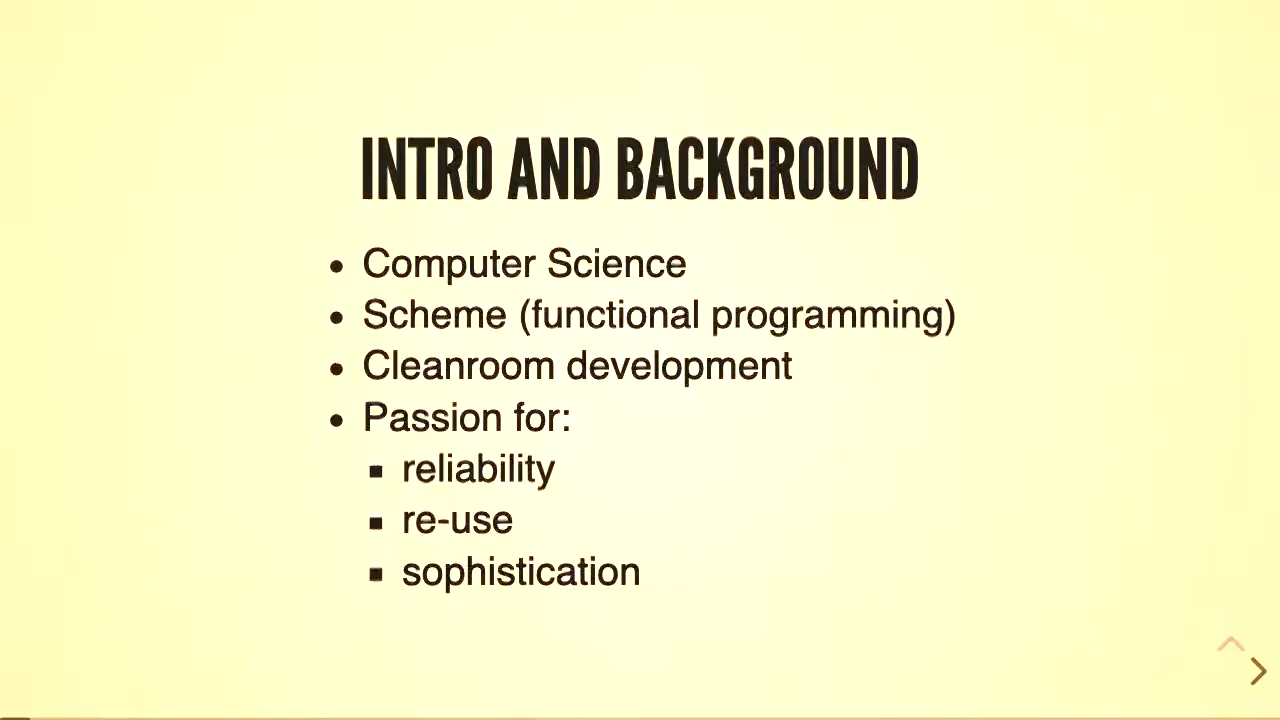 INTRO AND BACKGROUND
• Computer Science
• Scheme (functional programming)
• Cleanroom development
• Passion for:
▪ reliability
▪ re-use
▪ sophistication